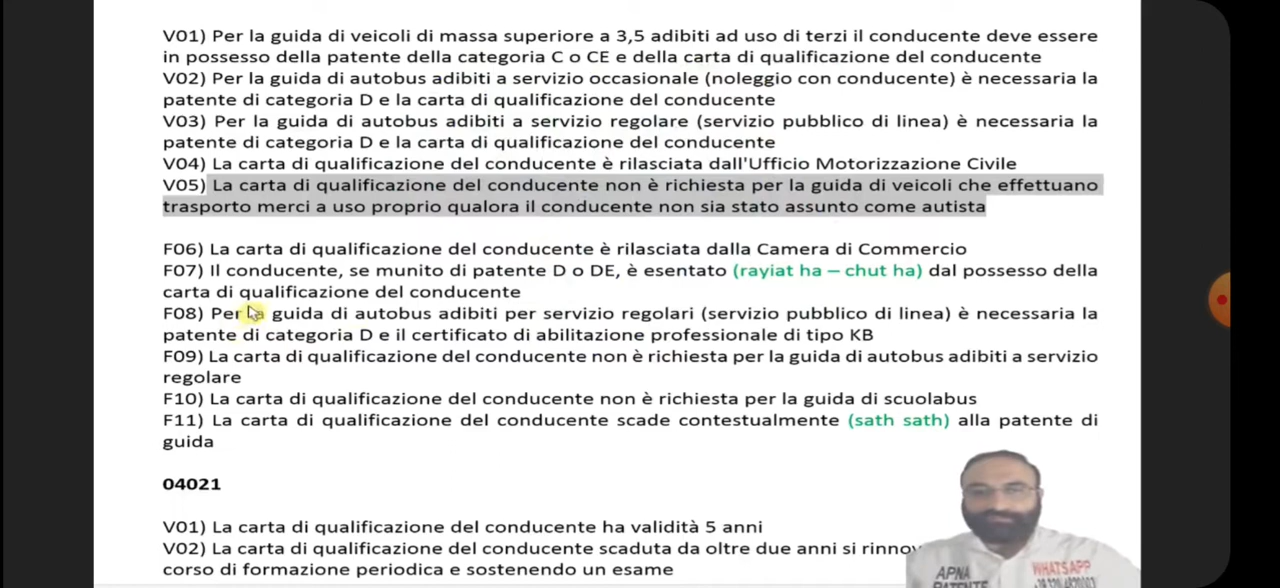 V01) Per la guida di veicoli di massa superiore a 3,5 adibiti ad uso di terzi il conducente deve essere
in possesso della patente della categoria C o CE e della carta di qualificazione del conducente
V02) Per la guida di autobus adibiti a servizio occasionale (noleggio con conducente) è necessaria la
patente di categoria D e la carta di qualificazione del conducente
V03) Per la guida di autobus adibiti a servizio regolare (servizio pubblico di linea) è necessaria la
patente di categoria D e la carta di qualificazione del conducente
V04) La carta di qualificazione del conducente è rilasciata dall'Ufficio Motorizzazione Civile
V05) La carta di qualificazione del conducente non è richiesta per la guida di veicoli che effettuano
trasporto merci a uso proprio qualora il conducente non sia stato assunto come autista
F06) La carta di qualificazione del conducente è rilasciata dalla Camera di Commercio
F07) Il conducente, se munito di patente D o DE, è esentato (rayiat ha – chut ha) dal possesso della
carta di qualificazione del conducente
F08) Per la guida di autobus adibiti per servizio regolari (servizio pubblico di linea) è necessaria la
patente di categoria D e il certificato di abilitazione professionale di tipo KB
F09) La carta di qualificazione del conducente non è richiesta per la guida di autobus adibiti a servizio
regolare
F10) La carta di qualificazione del conducente non è richiesta per la guida di scuolabus
F11) La carta di qualificazione del conducente scade contestualmente (sath sath) alla patente di
guida
04021
V01) La carta di qualificazione del conducente ha validità 5 anni
V02) La carta di qualificazione del conducente scaduta da oltre due anni si rinnov
corso di formazione periodica e sostenendo un esame
APNA WHATSAPP
PATENTE